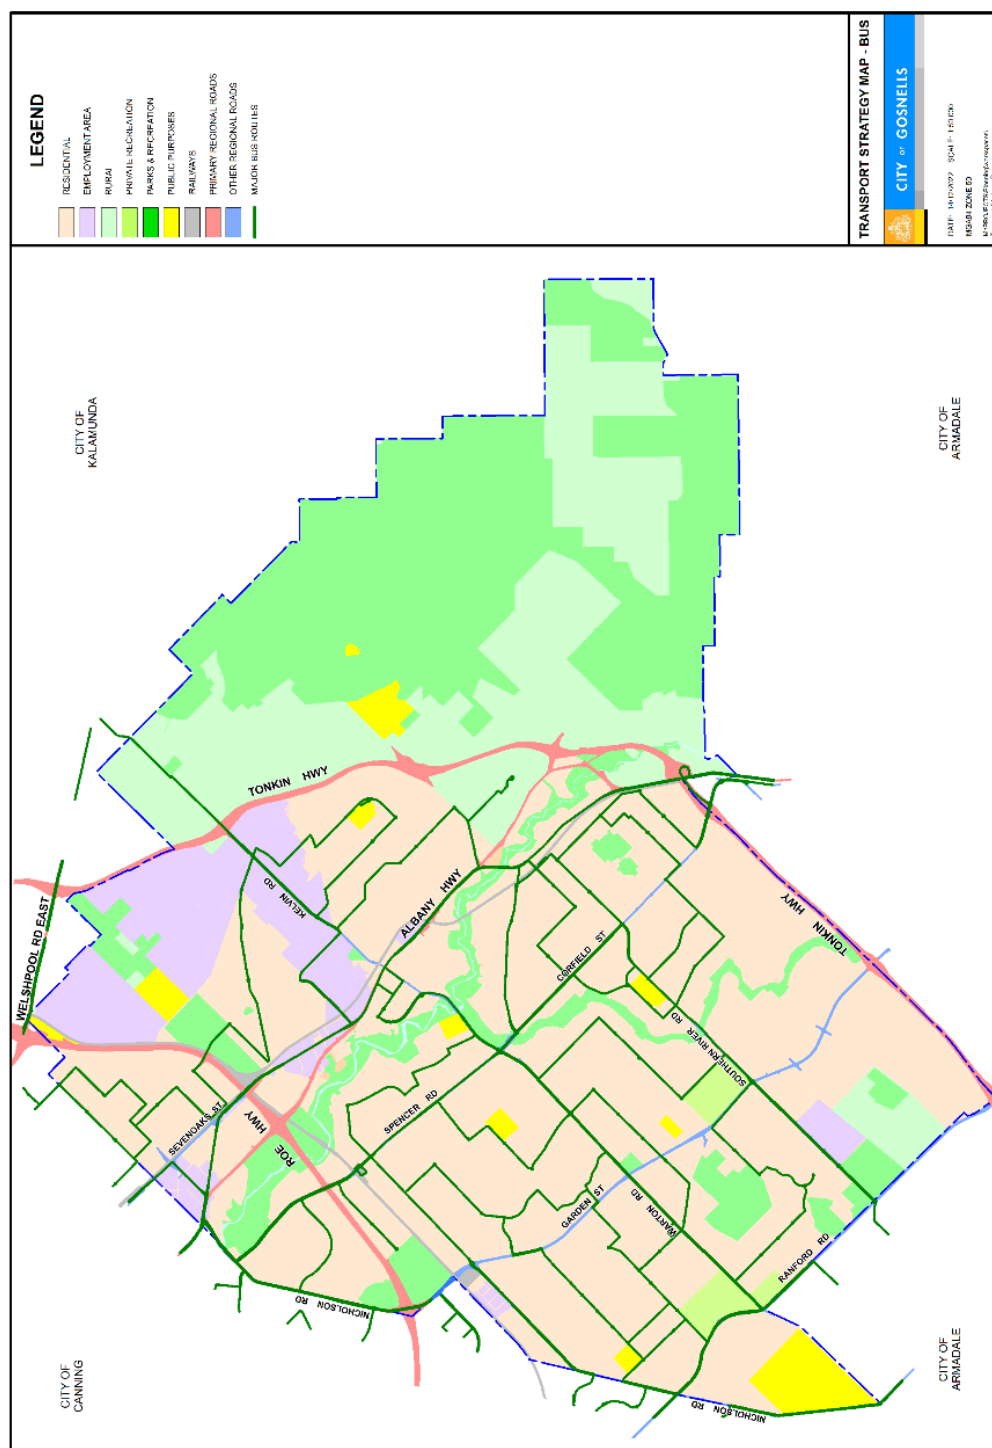 LEGEND
RESIDENTIAL
EMPLOYMENT AREA
RURAL
PRIVATE RECREATION
PARKS & RECREATION
PUBLIC PURPOSES
RAILWAYS
PRIMARY REGIONAL ROADS
OTHER REGIONAL ROADS
MAJOR BUS ROUTES
TRANSPORT STRATEGY MAP - BUS
CITY OF GOSNELLS
MGA94 ZONE 50
CITY OF
KALAMUNDA
CITY OF
ARMADALE
WELSHPOOL RD EAST
TONKIN HWY
KELVIN RD
ALBANY HWY
SEVENOAKS ST
ROE HWY
SPENCER RD
CORFIELD ST
SOUTHERN RIVER RD
TONKIN HWY
GARDEN ST
WARTON RD
RANFORD RD
NICHOLSON RD
NICHOLSON RD
CITY OF
CANNING
CITY OF
ARMADALE